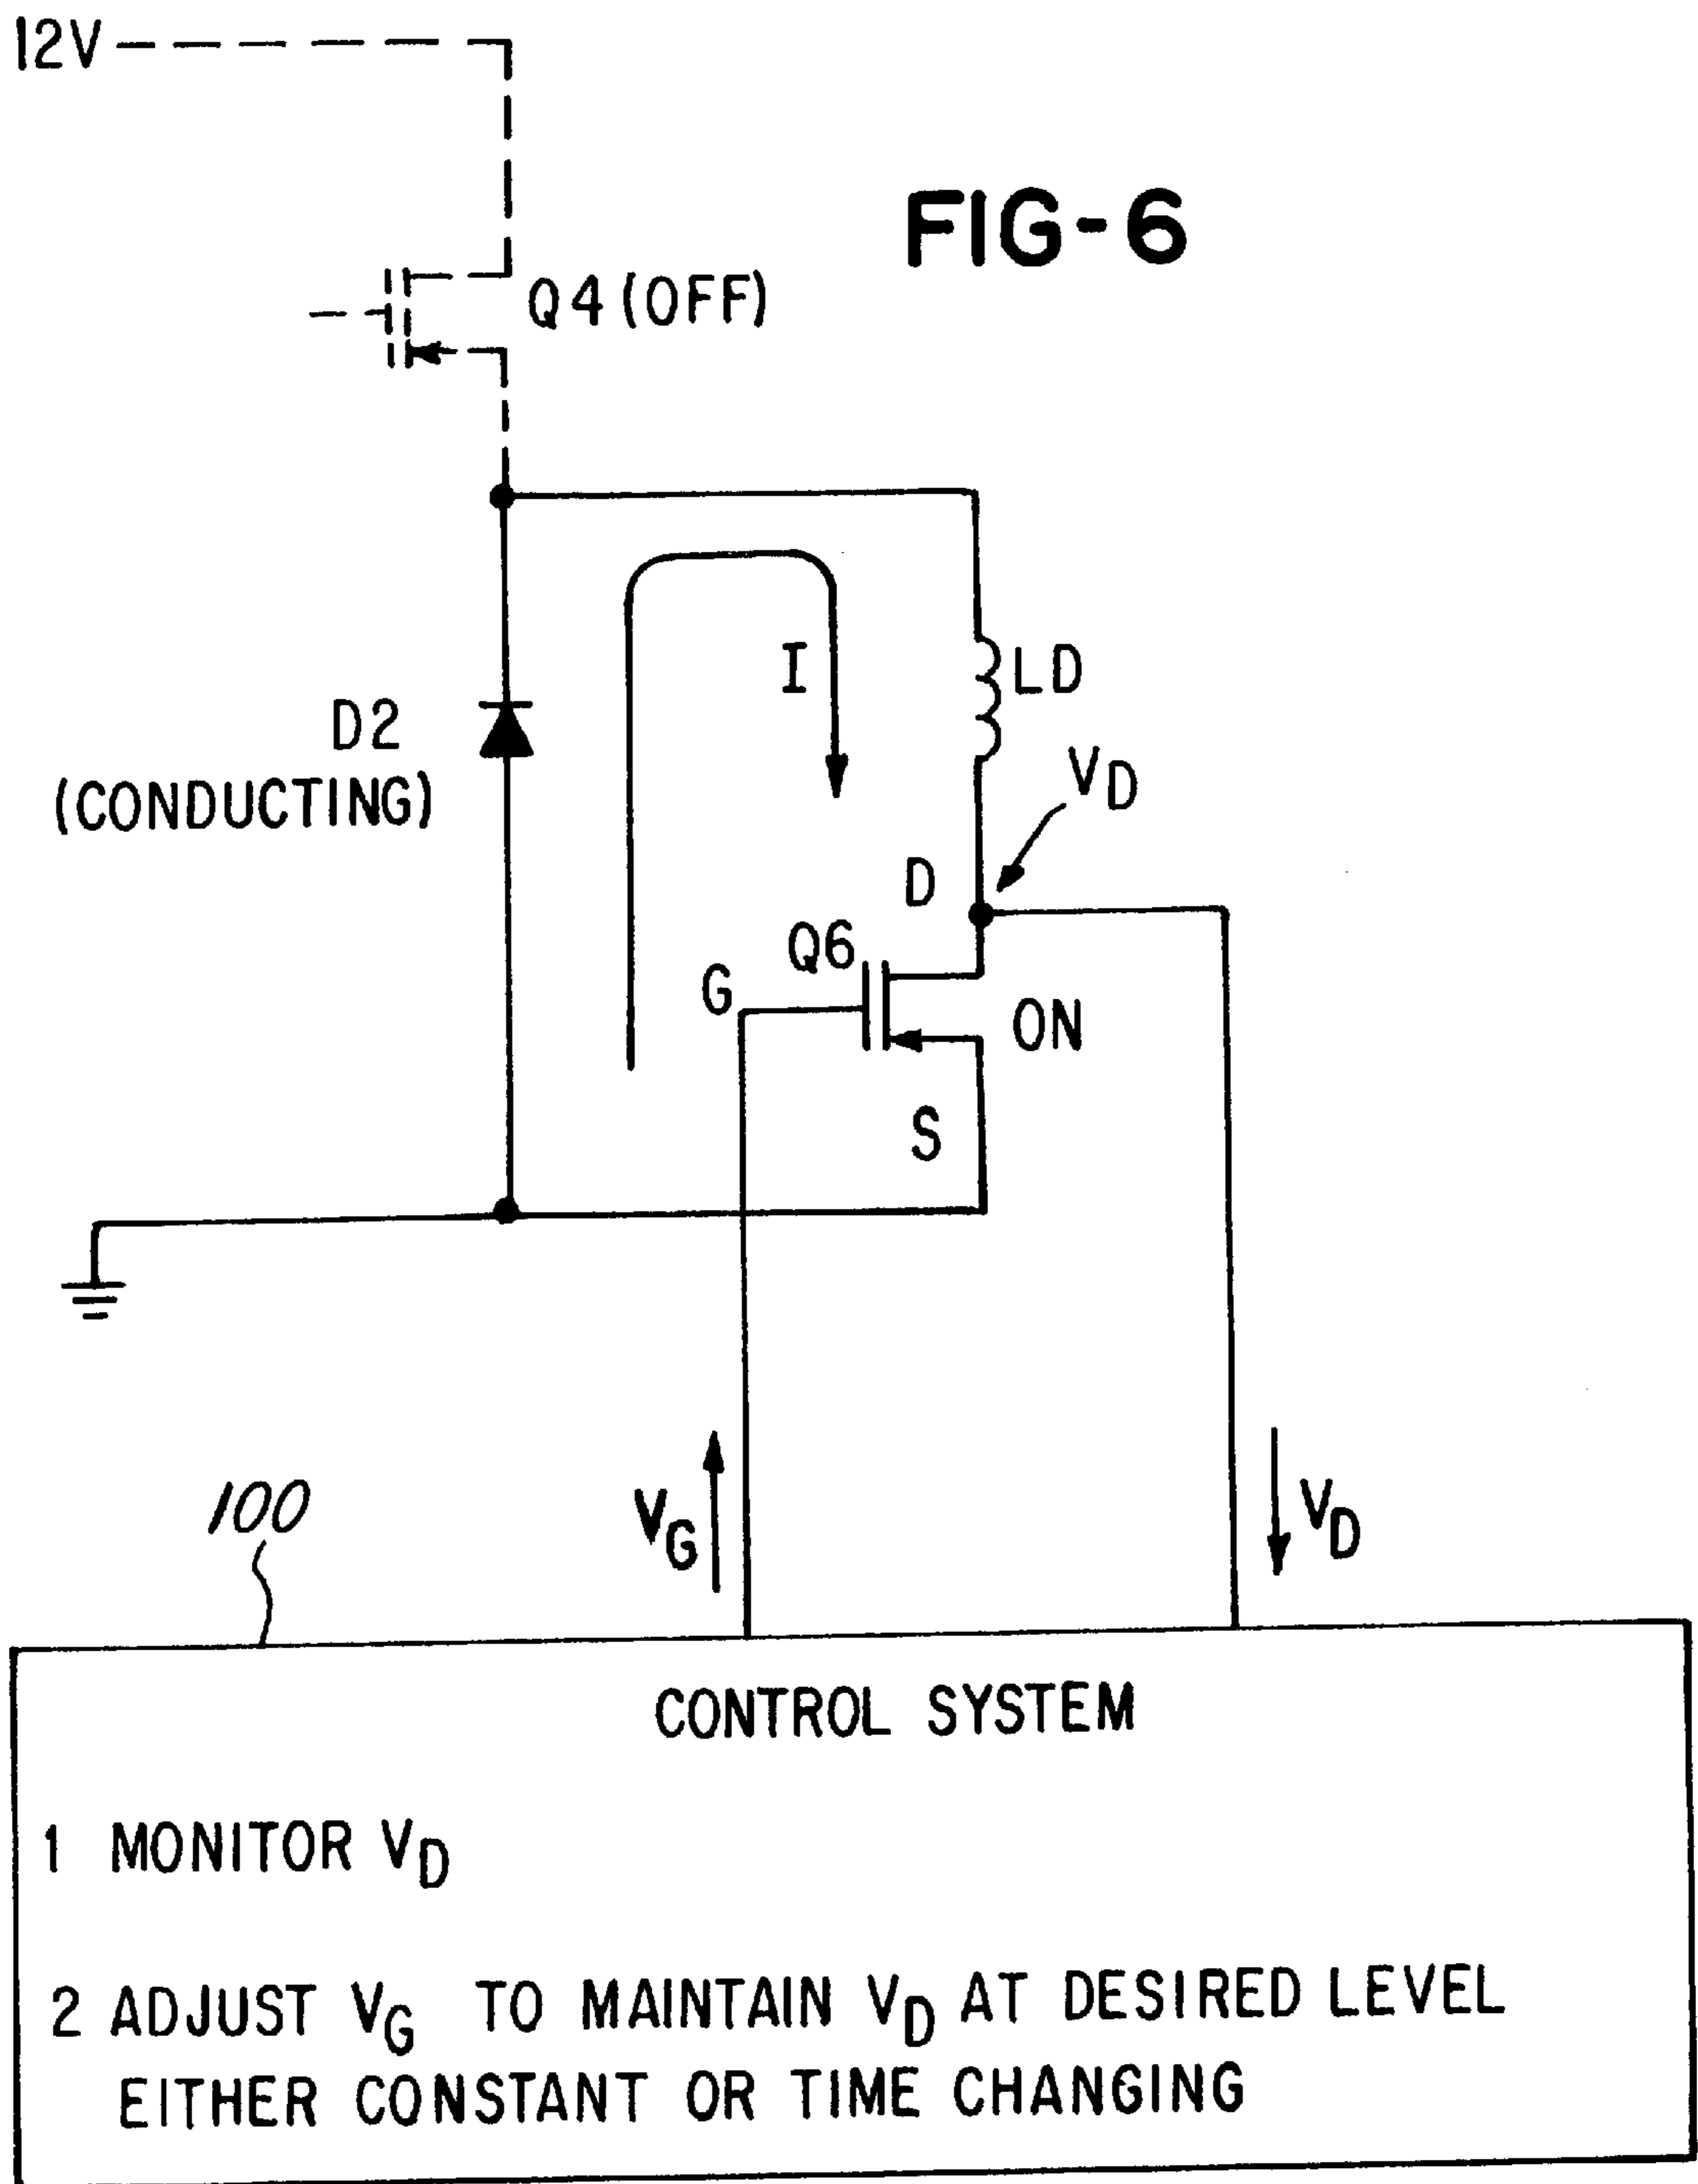 12V
FIG-6
Q4 (OFF)
I
LD
D2
(CONDUCTING)
VD
D
Q6
G
ON
S
100
VG
VD
CONTROL SYSTEM
1 MONITOR VD
2 ADJUST VG TO MAINTAIN VD AT DESIRED LEVEL
EITHER CONSTANT OR TIME CHANGING